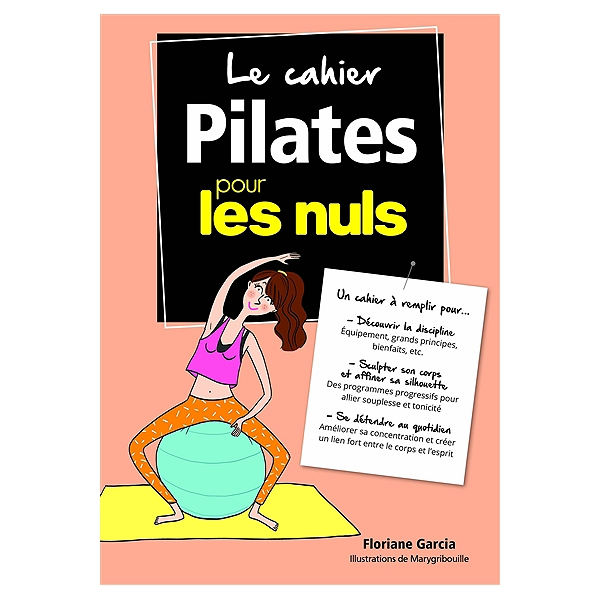 Le cahier
Pilates
pour
les nuls
Un cahier à remplir pour...
– Découvrir la discipline
Équipement, grands principes,
bienfaits, etc.
– Sculpter son corps
et affiner sa silhouette
Des programmes progressifs pour
allier souplesse et tonicité
– Se détendre au quotidien
Améliorer sa concentration et créer
un lien fort entre le corps et l'esprit
Floriane Garcia
Illustrations de Marygribouille